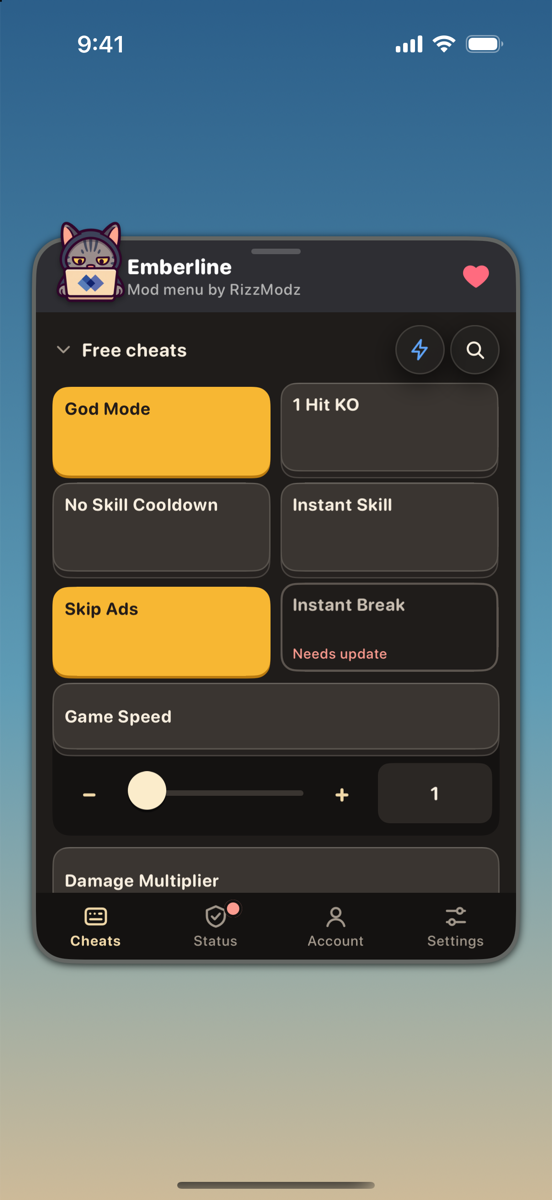 9:41
Emberline
Mod menu by RizzModz
Free cheats
God Mode
1 Hit KO
No Skill Cooldown
Instant Skill
Skip Ads
Instant Break
Needs update
Game Speed
− + 1
Damage Multiplier
Cheats Status Account Settings